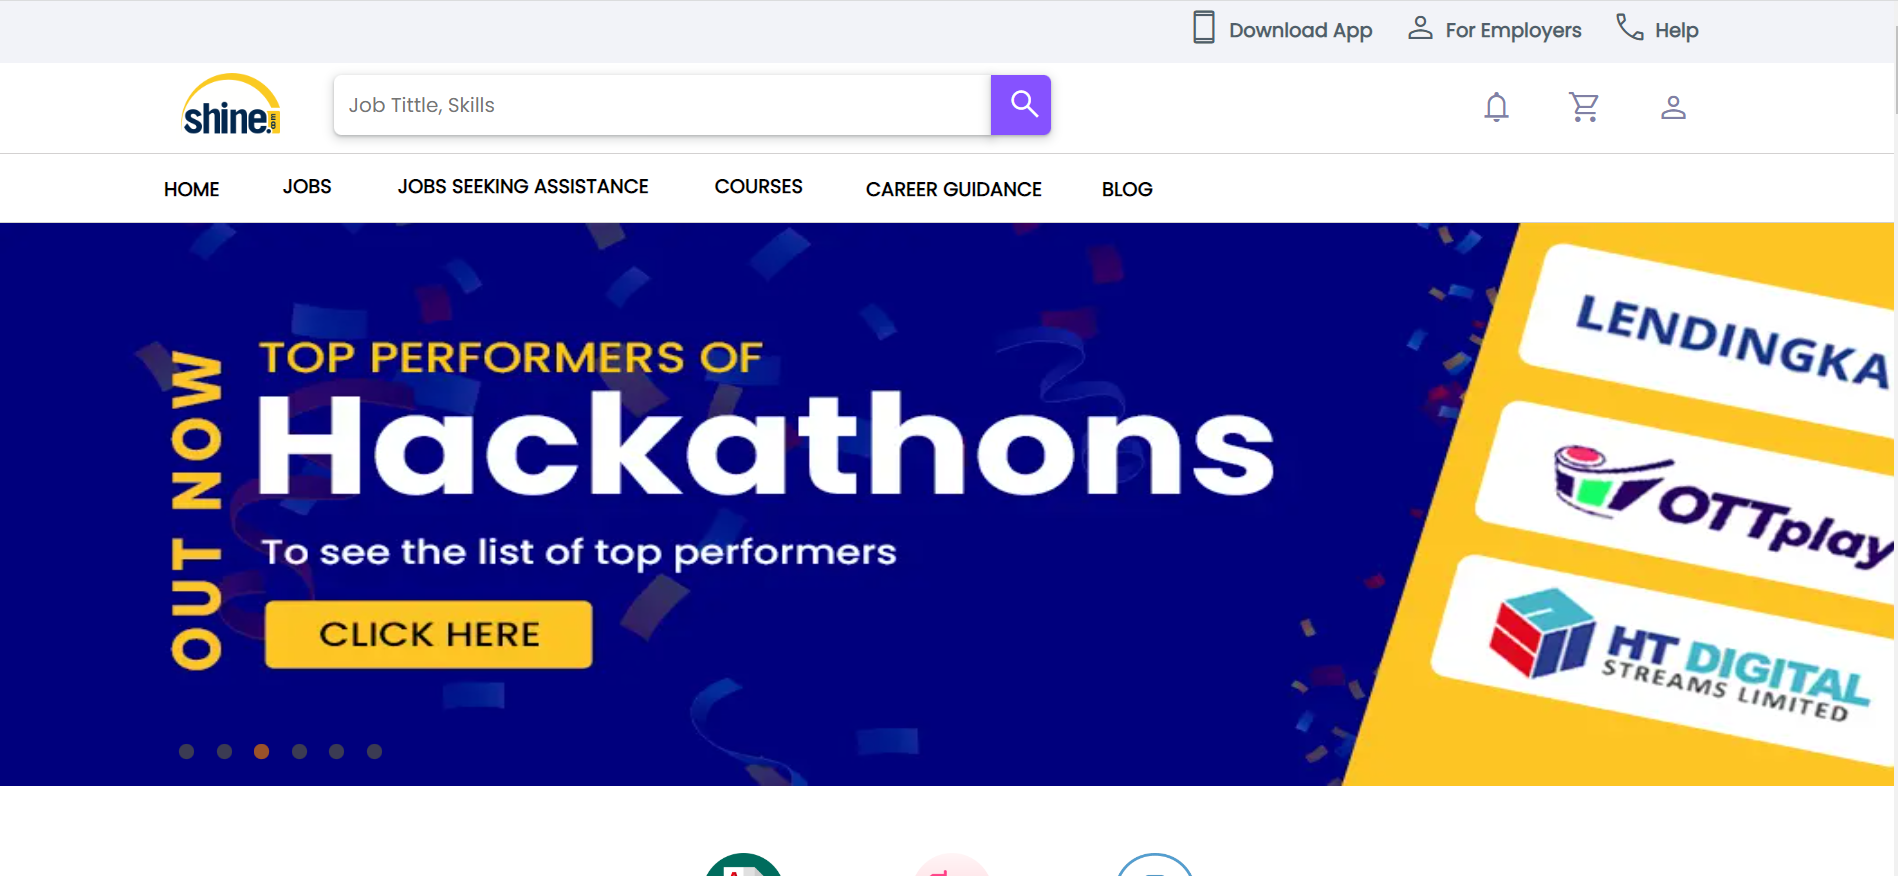 Download App
For Employers
Help
shine.
Job Tittle, Skills
HOME
JOBS
JOBS SEEKING ASSISTANCE
COURSES
CAREER GUIDANCE
BLOG
OUT NOW
TOP PERFORMERS OF
Hackathons
To see the list of top performers
CLICK HERE
LENDINGKA
OTTplay
HT DIGITAL
STREAMS LIMITED